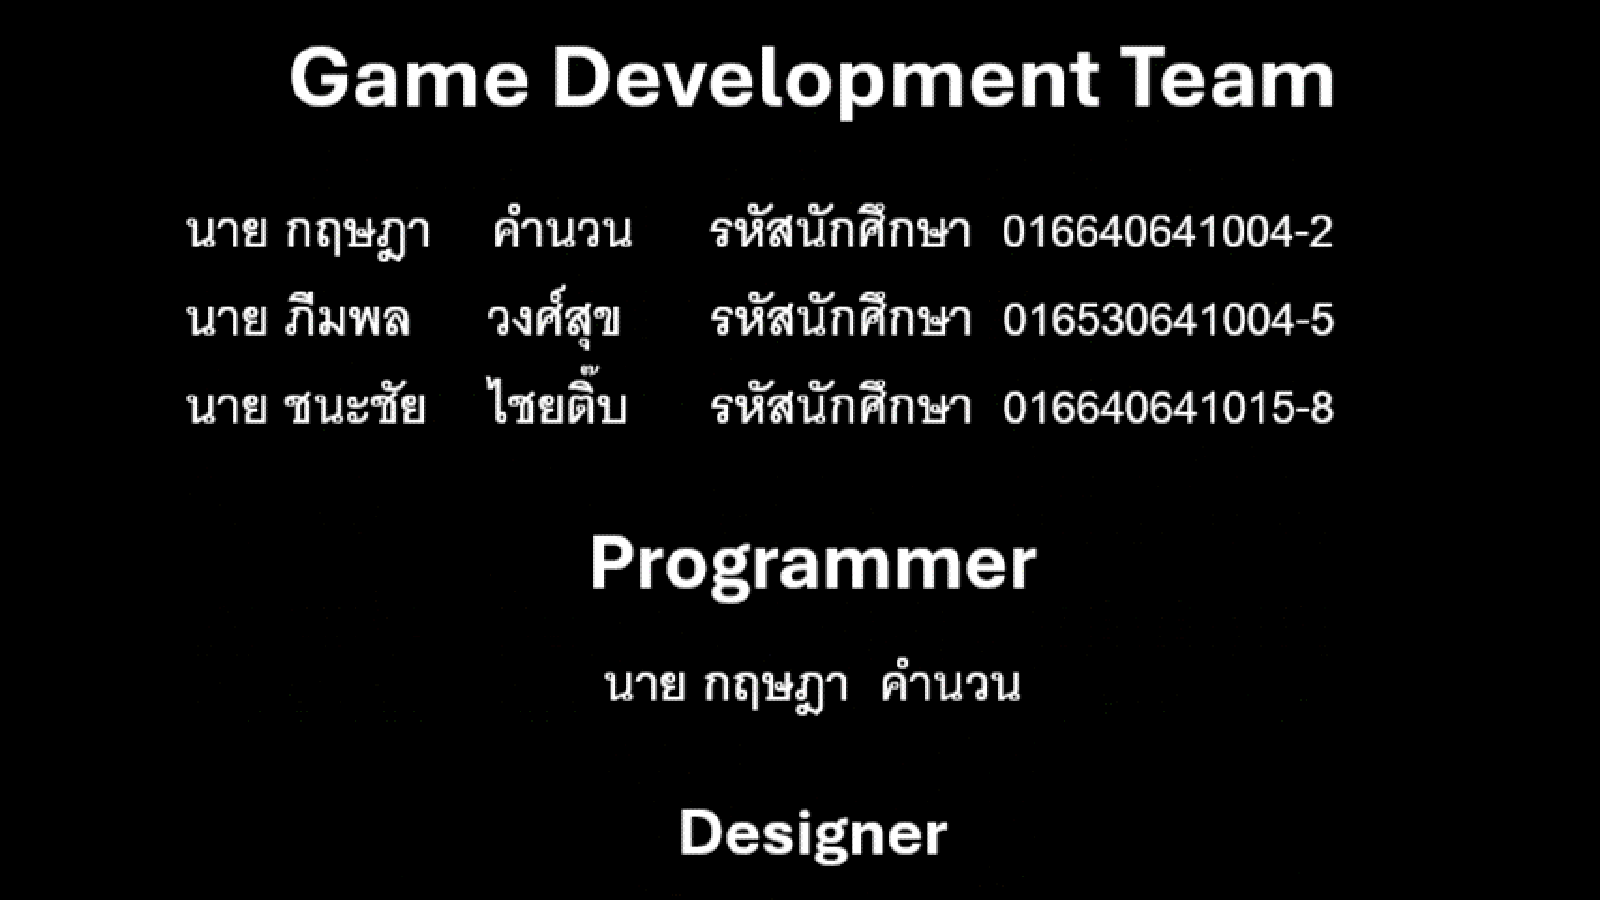 Game Development Team
นาย กฤษฎา คำนวน รหัสนักศึกษา 016640641004-2
นาย ภีมพล วงศ์สุข รหัสนักศึกษา 016530641004-5
นาย ชนะชัย ไชยติ๊บ รหัสนักศึกษา 016640641015-8
Programmer
นาย กฤษฎา คำนวน
Designer